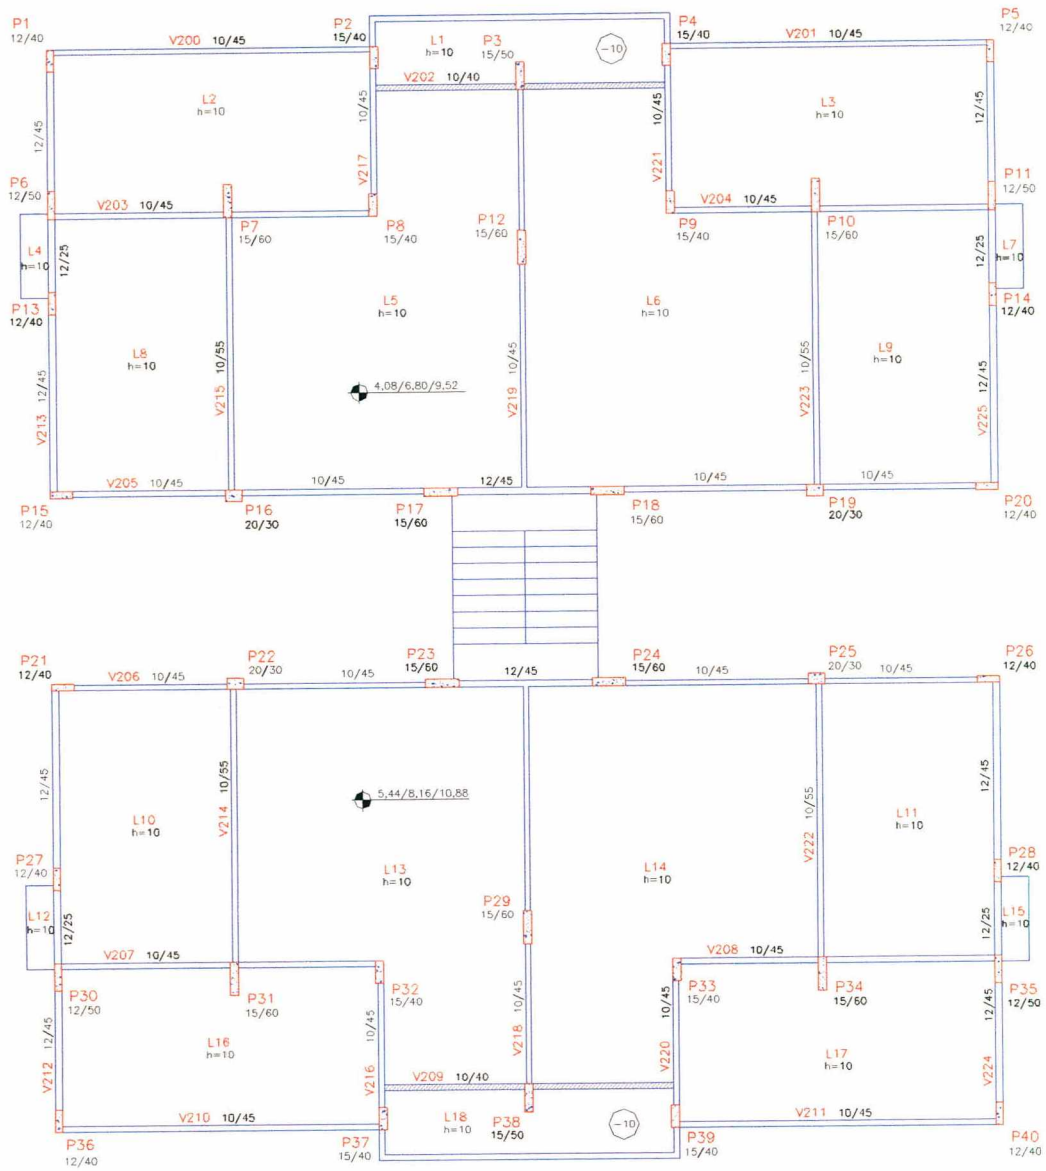 P1
12/40
V200 10/45
P2
15/40
L1
h=10
P3
15/50
-10
P4
15/40
V201 10/45
P5
12/40
V202 10/40
L2
h=10
L3
h=10
12/45
10/45
10/45
12/45
V217
V221
P6
12/50
V203 10/45
P7
15/60
P8
15/40
P12
15/60
P9
15/40
V204 10/45
P10
15/60
P11
12/50
L4
h=10
12/25
12/25
L7
h=10
P13
12/40
P14
12/40
L5
h=10
L6
h=10
L8
h=10
L9
h=10
12/45
10/55
10/45
10/55
12/45
V213
V215
V219
V223
V225
4,08/6,80/9,52
V205 10/45
10/45
12/45
10/45
10/45
P15
12/40
P16
20/30
P17
15/60
P18
15/60
P19
20/30
P20
12/40
P21
12/40
V206 10/45
P22
20/30
10/45
P23
15/60
12/45
P24
15/60
10/45
P25
20/30
10/45
P26
12/40
12/45
10/55
10/55
12/45
V214
V222
5,44/8,16/10,88
L10
h=10
L11
h=10
L13
h=10
L14
h=10
P27
12/40
P28
12/40
P29
15/60
L12
h=10
12/25
12/25
L15
h=10
V207 10/45
V208 10/45
P30
12/50
P31
15/60
P32
15/40
P33
15/40
P34
15/60
P35
12/50
12/45
10/45
10/45
10/45
12/45
V212
V216
V218
V220
V224
L16
h=10
L17
h=10
V209 10/40
V210 10/45
V211 10/45
L18
h=10
P38
15/50
-10
P36
12/40
P37
15/40
P39
15/40
P40
12/40